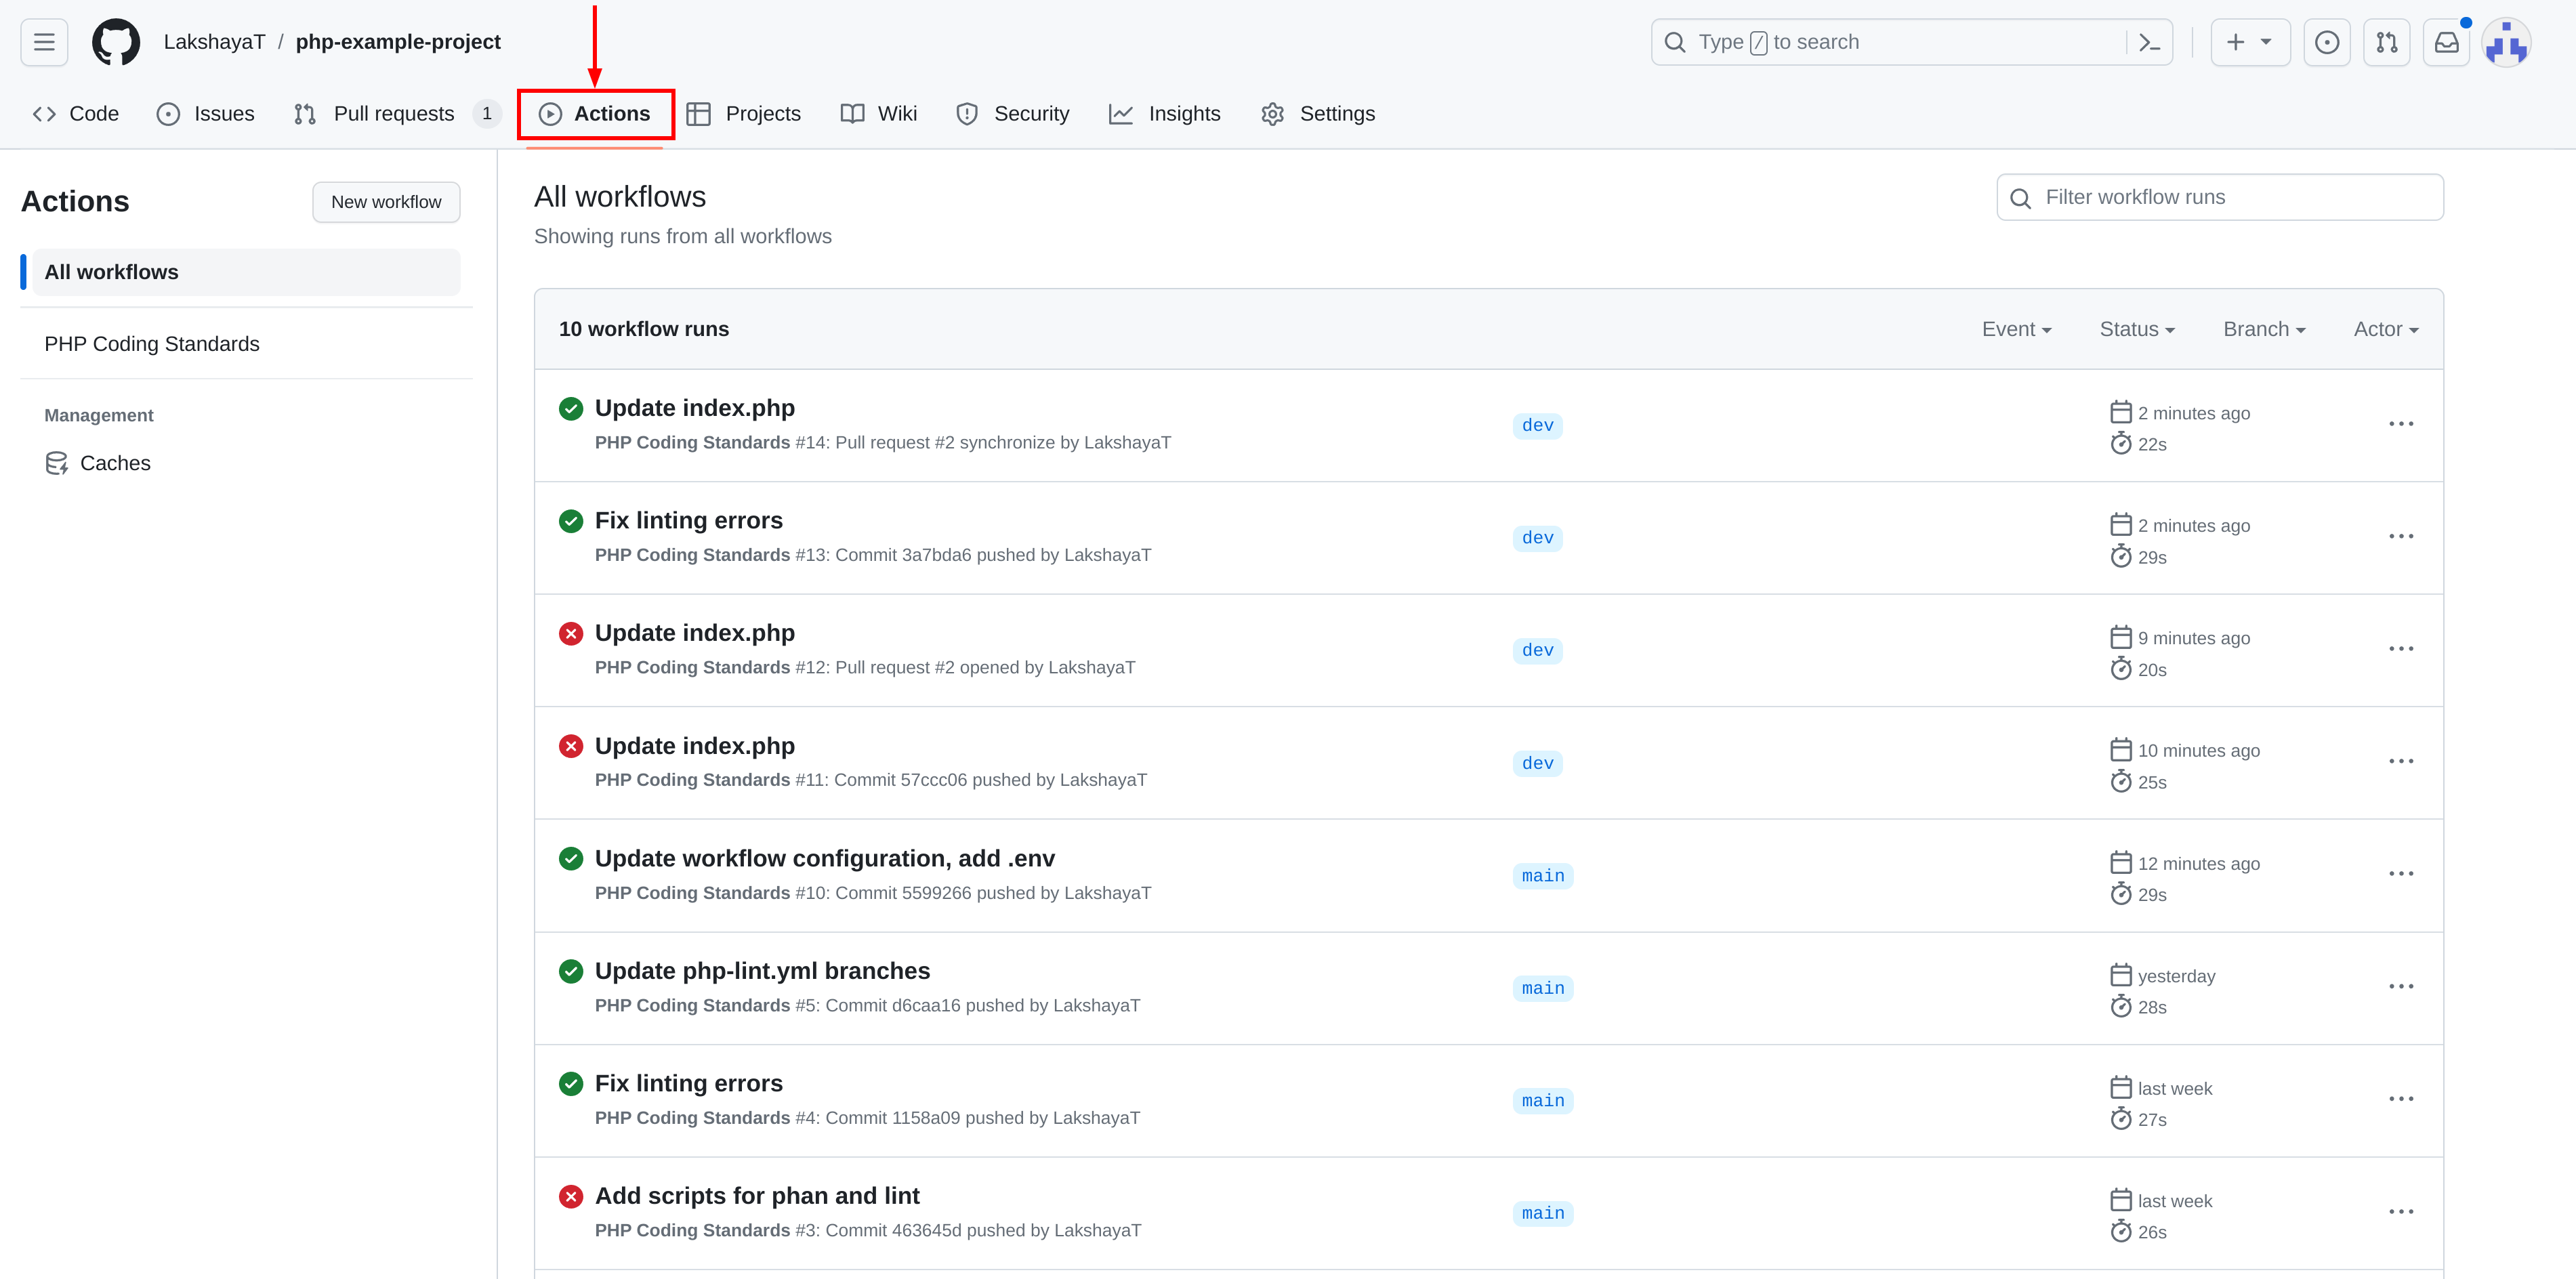 LakshayaT / php-example-project
Type / to search
Code Issues Pull requests 1 Actions Projects Wiki Security Insights Settings
Actions
New workflow
All workflows
PHP Coding Standards
Management
Caches
All workflows
Showing runs from all workflows
Filter workflow runs
10 workflow runs
Event Status Branch Actor
Update index.php
PHP Coding Standards #14: Pull request #2 synchronize by LakshayaT
dev
2 minutes ago
22s
Fix linting errors
PHP Coding Standards #13: Commit 3a7bda6 pushed by LakshayaT
dev
2 minutes ago
29s
Update index.php
PHP Coding Standards #12: Pull request #2 opened by LakshayaT
dev
9 minutes ago
20s
Update index.php
PHP Coding Standards #11: Commit 57ccc06 pushed by LakshayaT
dev
10 minutes ago
25s
Update workflow configuration, add .env
PHP Coding Standards #10: Commit 5599266 pushed by LakshayaT
main
12 minutes ago
29s
Update php-lint.yml branches
PHP Coding Standards #5: Commit d6caa16 pushed by LakshayaT
main
yesterday
28s
Fix linting errors
PHP Coding Standards #4: Commit 1158a09 pushed by LakshayaT
main
last week
27s
Add scripts for phan and lint
PHP Coding Standards #3: Commit 463645d pushed by LakshayaT
main
last week
26s